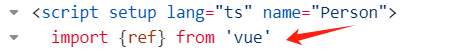 <script setup lang="ts" name="Person">
import {ref} from 'vue'